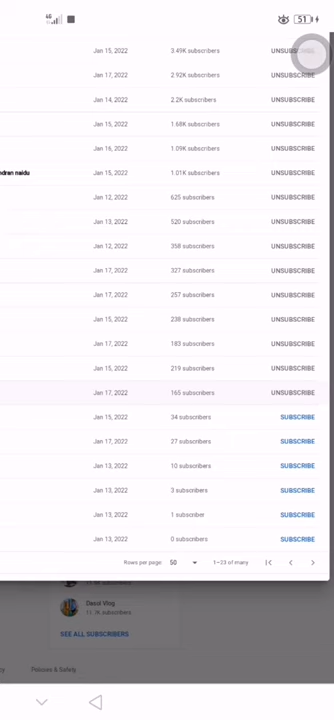 4G
51
Jan 15, 2022 3.49K subscribers UNSUBSCRIBE
Jan 17, 2022 2.92K subscribers UNSUBSCRIBE
Jan 14, 2022 2.2K subscribers UNSUBSCRIBE
Jan 15, 2022 1.68K subscribers UNSUBSCRIBE
Jan 16, 2022 1.09K subscribers UNSUBSCRIBE
ndran naidu Jan 15, 2022 1.01K subscribers UNSUBSCRIBE
Jan 12, 2022 625 subscribers UNSUBSCRIBE
Jan 13, 2022 520 subscribers UNSUBSCRIBE
Jan 12, 2022 358 subscribers UNSUBSCRIBE
Jan 17, 2022 327 subscribers UNSUBSCRIBE
Jan 17, 2022 257 subscribers UNSUBSCRIBE
Jan 15, 2022 238 subscribers UNSUBSCRIBE
Jan 17, 2022 183 subscribers UNSUBSCRIBE
Jan 15, 2022 219 subscribers UNSUBSCRIBE
Jan 17, 2022 165 subscribers UNSUBSCRIBE
Jan 15, 2022 34 subscribers SUBSCRIBE
Jan 17, 2022 27 subscribers SUBSCRIBE
Jan 13, 2022 10 subscribers SUBSCRIBE
Jan 13, 2022 3 subscribers SUBSCRIBE
Jan 13, 2022 1 subscriber SUBSCRIBE
Jan 13, 2022 0 subscribers SUBSCRIBE
Rows per page: 50 1–23 of many
Desist Vlog
11.7K subscribers
SEE ALL SUBSCRIBERS
cy Policies & Safety